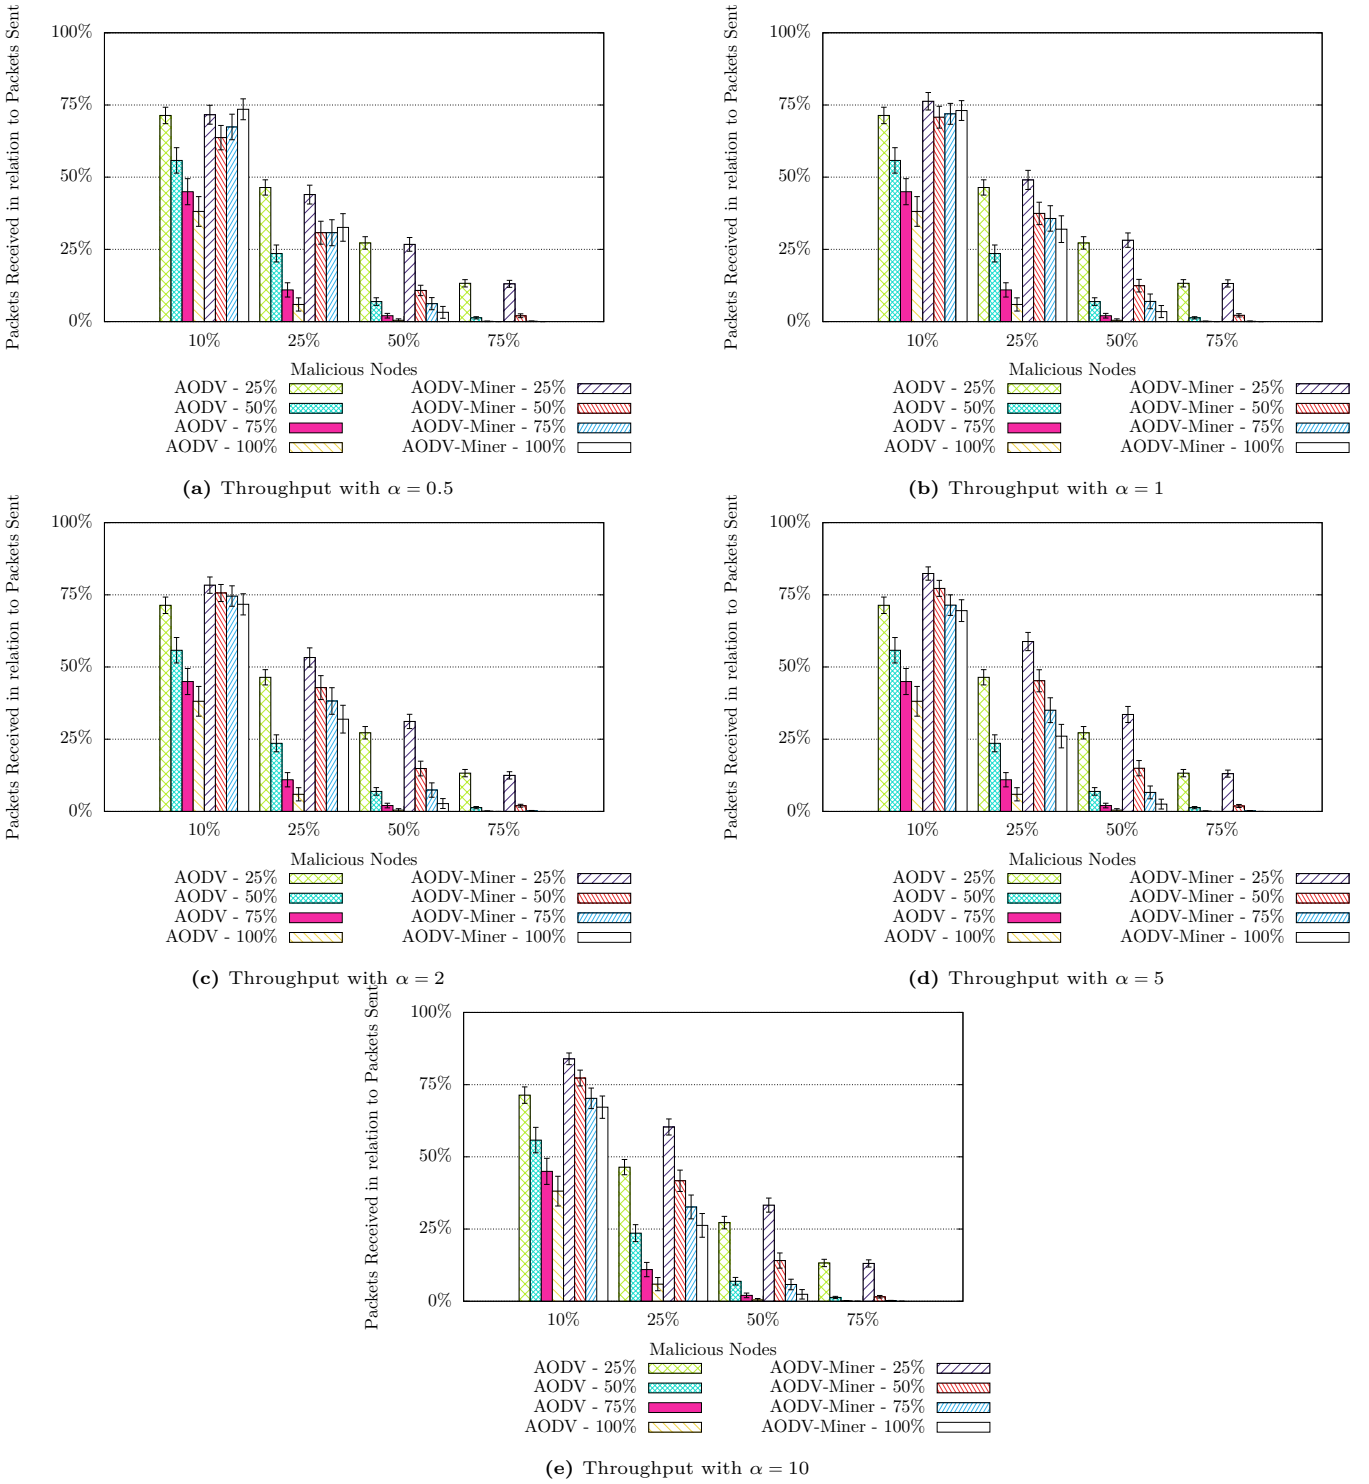 Packets Received in relation to Packets Sent
100%
75%
50%
25%
0%
10% 25% 50% 75%
Malicious Nodes
AODV - 25% AODV-Miner - 25%
AODV - 50% AODV-Miner - 50%
AODV - 75% AODV-Miner - 75%
AODV - 100% AODV-Miner - 100%
(a) Throughput with α = 0.5
Packets Received in relation to Packets Sent
100%
75%
50%
25%
0%
10% 25% 50% 75%
Malicious Nodes
AODV - 25% AODV-Miner - 25%
AODV - 50% AODV-Miner - 50%
AODV - 75% AODV-Miner - 75%
AODV - 100% AODV-Miner - 100%
(b) Throughput with α = 1
Packets Received in relation to Packets Sent
100%
75%
50%
25%
0%
10% 25% 50% 75%
Malicious Nodes
AODV - 25% AODV-Miner - 25%
AODV - 50% AODV-Miner - 50%
AODV - 75% AODV-Miner - 75%
AODV - 100% AODV-Miner - 100%
(c) Throughput with α = 2
Packets Received in relation to Packets Sent
100%
75%
50%
25%
0%
10% 25% 50% 75%
Malicious Nodes
AODV - 25% AODV-Miner - 25%
AODV - 50% AODV-Miner - 50%
AODV - 75% AODV-Miner - 75%
AODV - 100% AODV-Miner - 100%
(d) Throughput with α = 5
Packets Received in relation to Packets Sent
100%
75%
50%
25%
0%
10% 25% 50% 75%
Malicious Nodes
AODV - 25% AODV-Miner - 25%
AODV - 50% AODV-Miner - 50%
AODV - 75% AODV-Miner - 75%
AODV - 100% AODV-Miner - 100%
(e) Throughput with α = 10